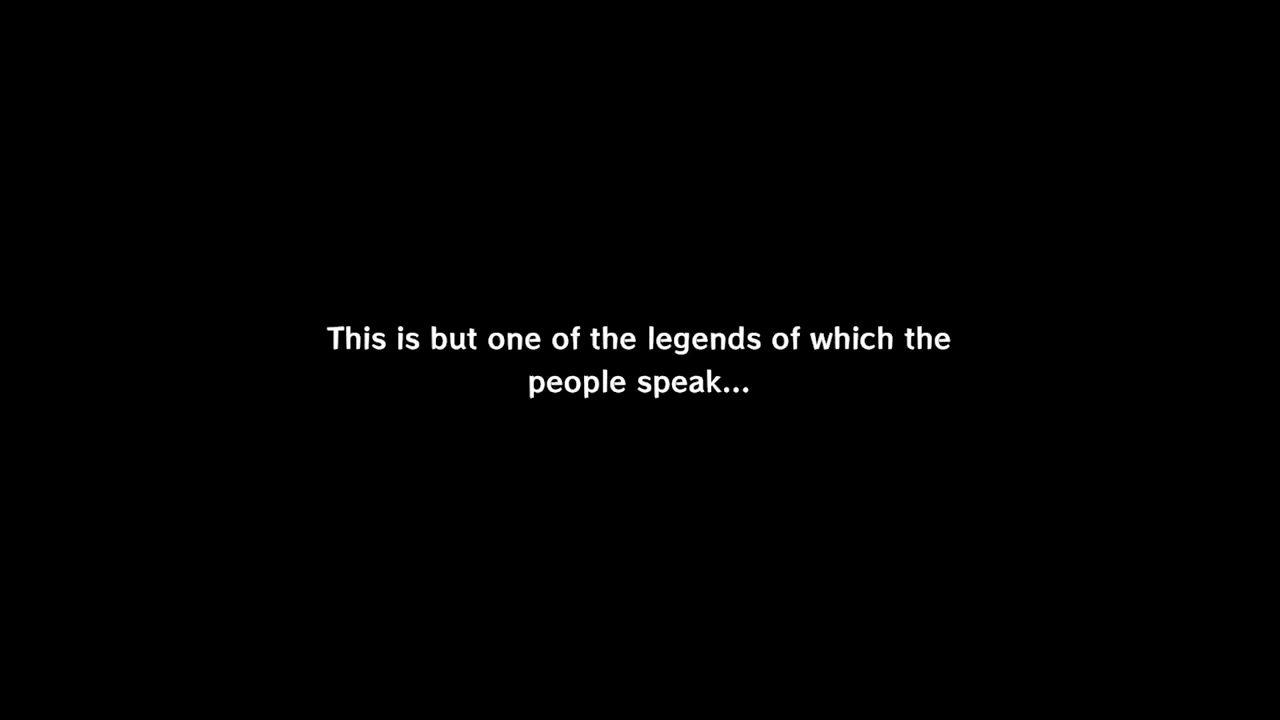 This is but one of the legends of which the
people speak...